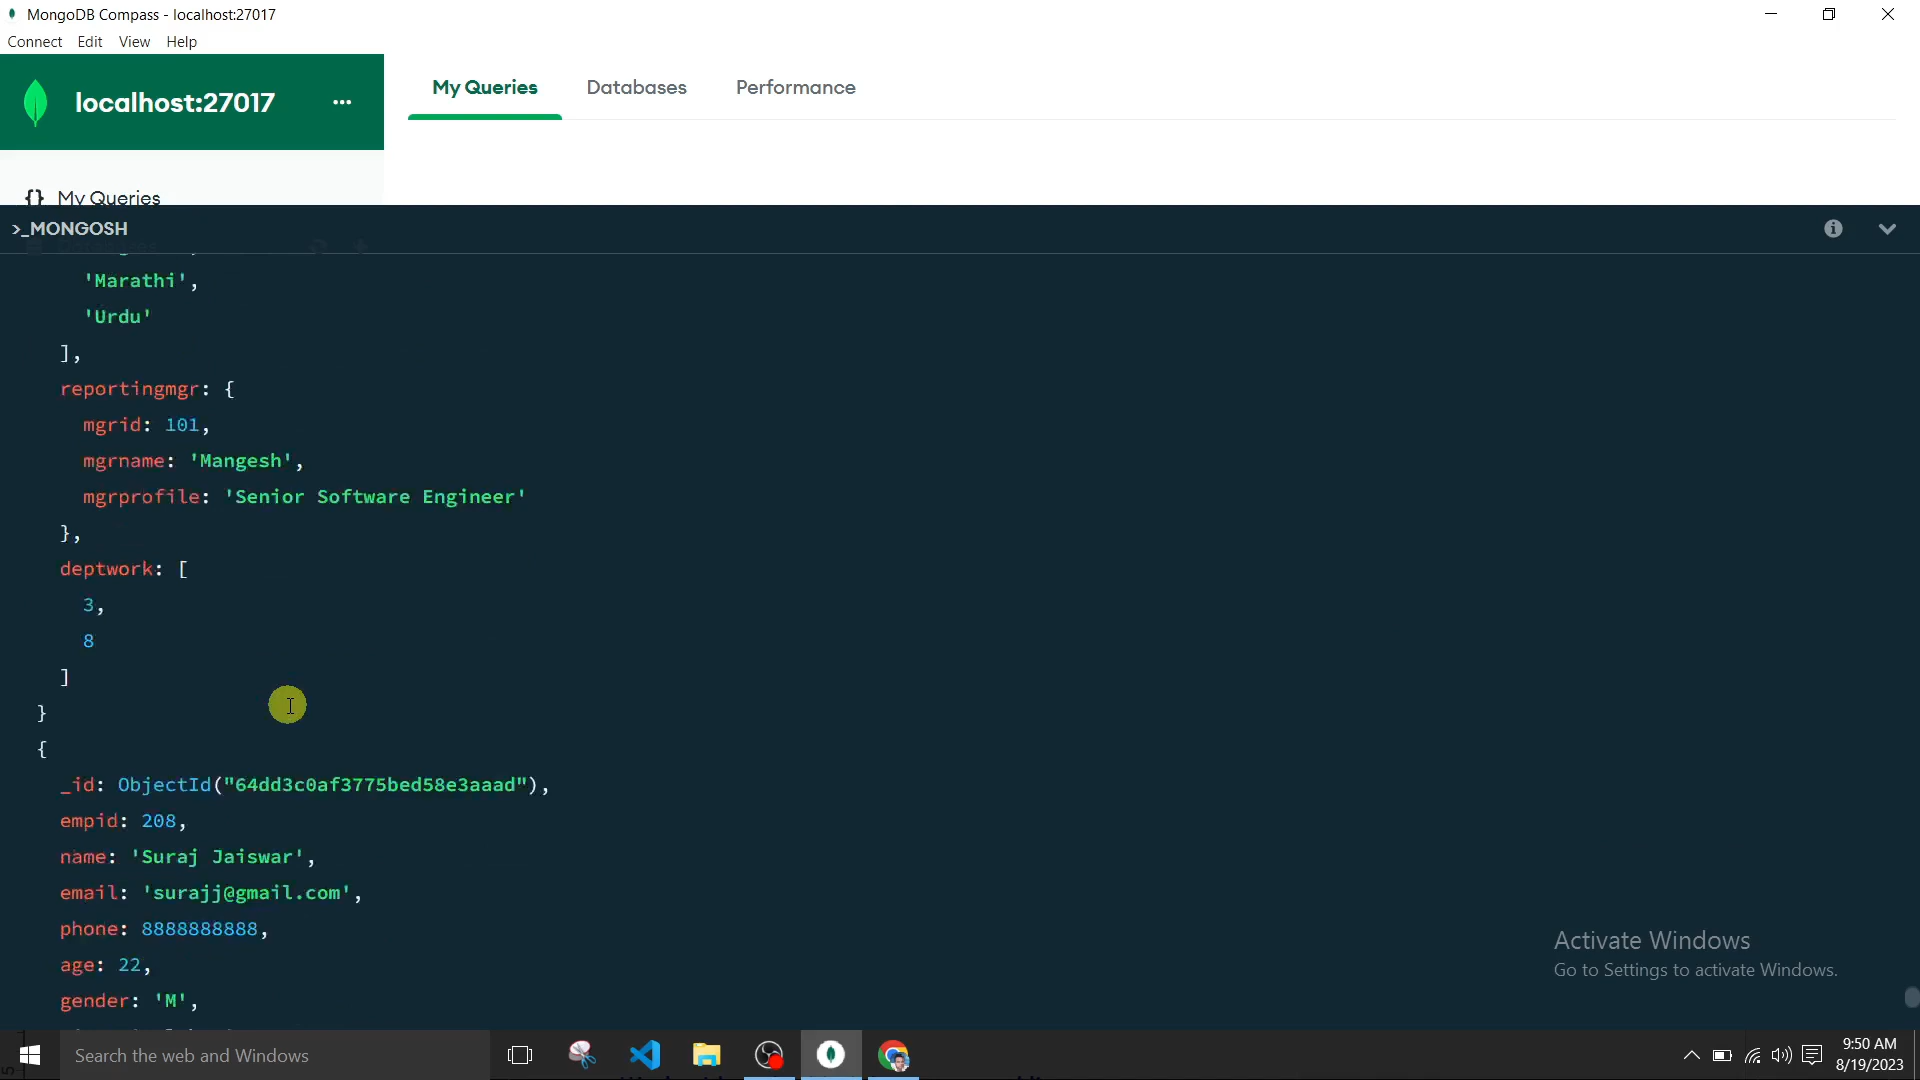 MongoDB Compass - localhost:27017
Connect Edit View Help
localhost:27017
My Queries Databases Performance
{} My Queries
>_MONGOSH
'Marathi',
'Urdu'
],
reportingmgr: {
mgrid: 101,
mgrname: 'Mangesh',
mgrprofile: 'Senior Software Engineer'
},
deptwork: [
3,
8
]
}
{
_id: ObjectId("64dd3c0af3775bed58e3aaad"),
empid: 208,
name: 'Suraj Jaiswar',
email: 'surajj@gmail.com',
phone: 8888888888,
age: 22,
gender: 'M',
Activate Windows
Go to Settings to activate Windows.
Search the web and Windows
9:50 AM
8/19/2023